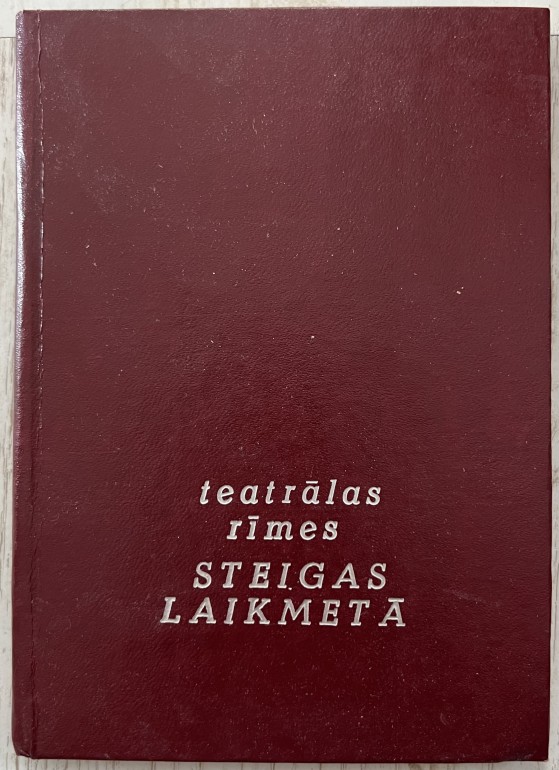 teatrālas
rīmes
STEIGAS
LAIKMETĀ